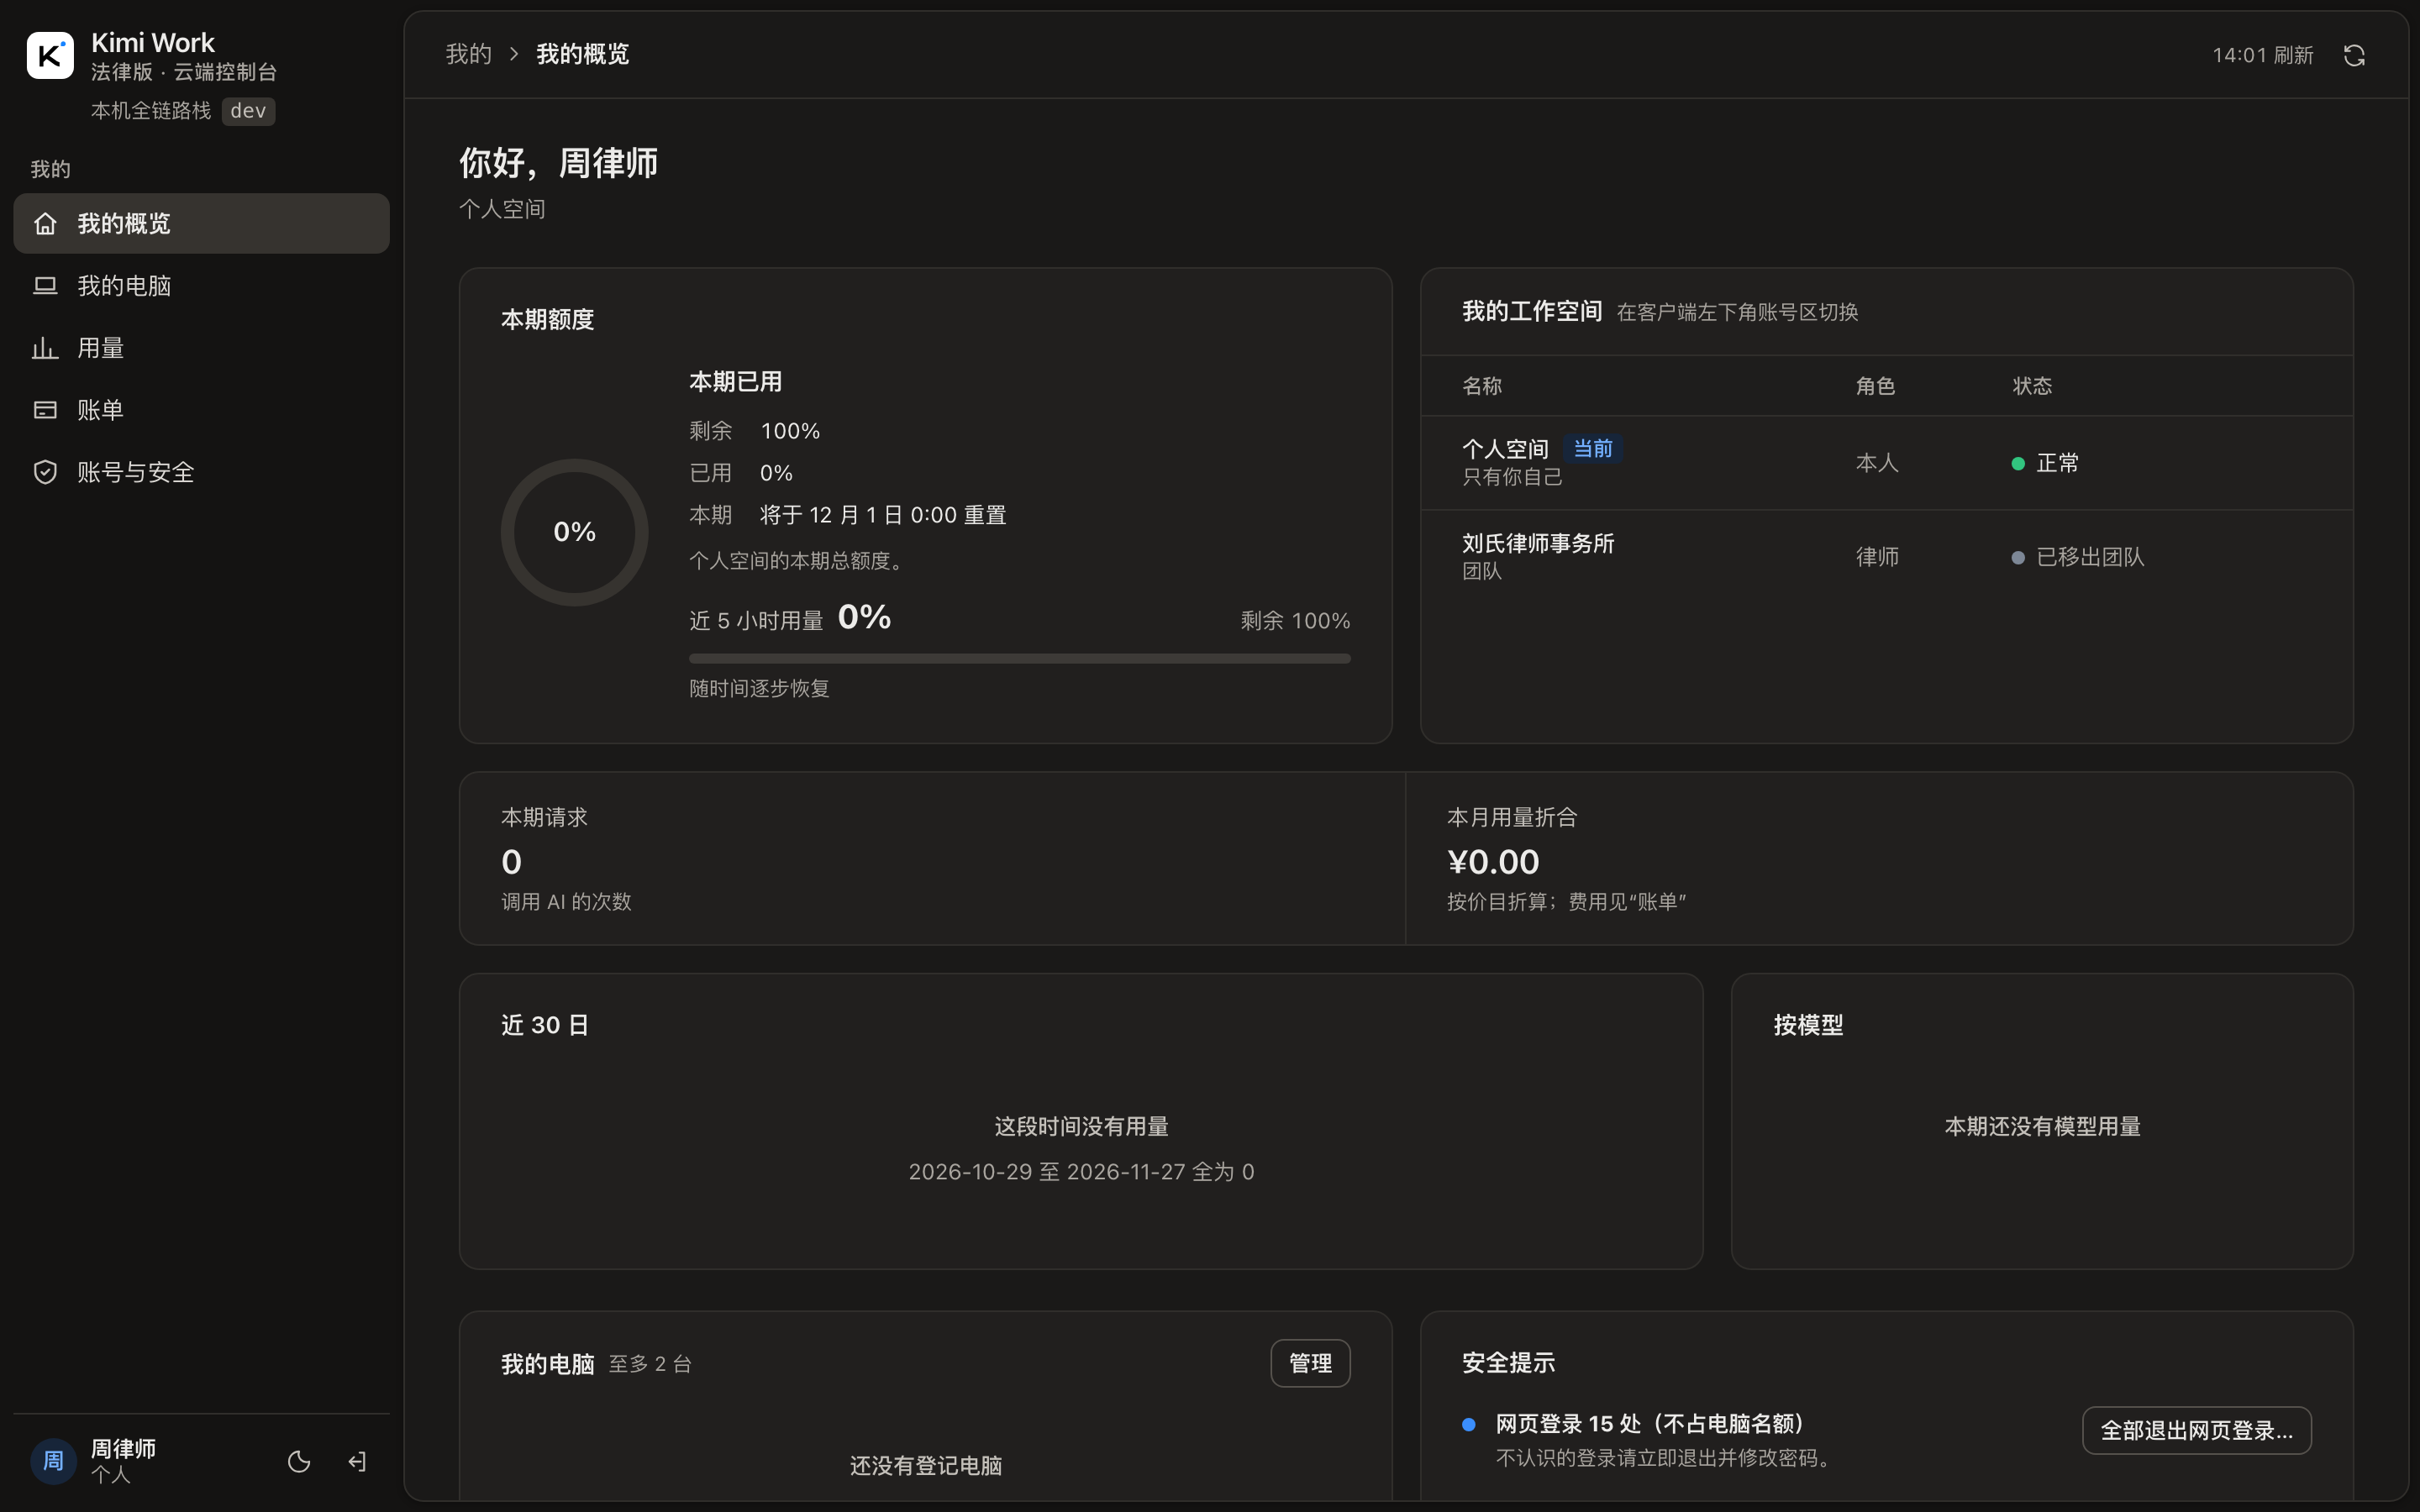 Kimi Work
法律版 · 云端控制台
本机全链路栈 dev
我的
我的概览
我的电脑
用量
账单
账号与安全
周
周律师
个人
我的 > 我的概览
14:01 刷新
你好，周律师
个人空间
本期额度
0%
本期已用
剩余 100%
已用 0%
本期 将于 12 月 1 日 0:00 重置
个人空间的本期总额度。
近 5 小时用量 0% 剩余 100%
随时间逐步恢复
我的工作空间 在客户端左下角账号区切换
名称 角色 状态
个人空间 当前
只有你自己
本人 正常
刘氏律师事务所
团队
律师 已移出团队
本期请求
0
调用 AI 的次数
本月用量折合
¥0.00
按价目折算；费用见“账单”
近 30 日
这段时间没有用量
2026-10-29 至 2026-11-27 全为 0
按模型
本期还没有模型用量
我的电脑 至多 2 台
管理
还没有登记电脑
安全提示
网页登录 15 处（不占电脑名额）
不认识的登录请立即退出并修改密码。
全部退出网页登录...